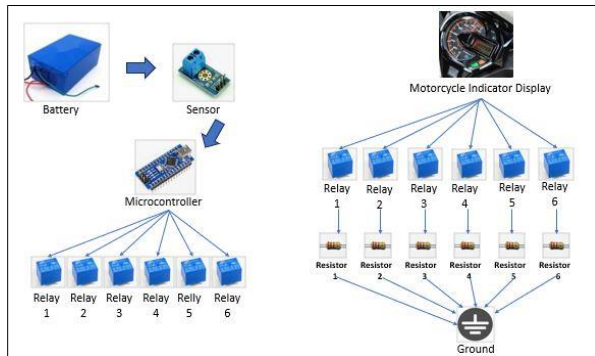 Battery
Sensor
Microcontroller
Relay Relay Relay Relay Relly Relay
1 2 3 4 5 6
Motorcycle Indicator Display
Relay Relay Relay Relay Relay Relay
1 2 3 4 5 6
Resistor Resistor Resistor Resistor Resistor Resistor
1 2 3 4 5 6
Ground